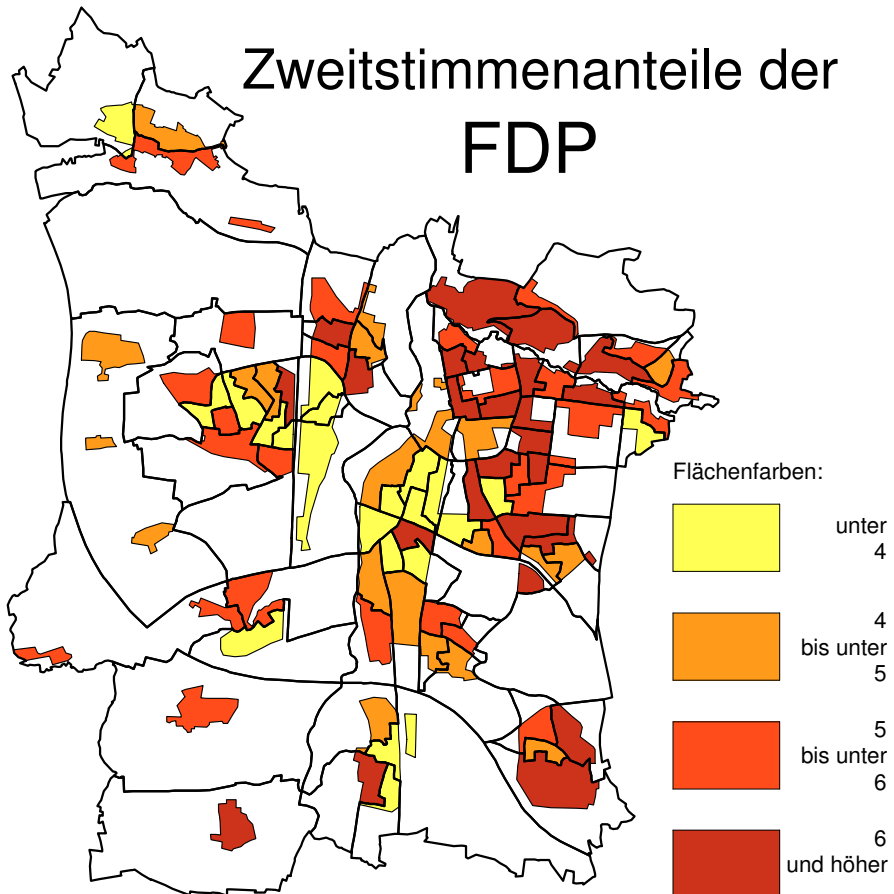 Zweitstimmenanteile der
FDP
Flächenfarben:
unter
4
4
bis unter
5
5
bis unter
6
6
und höher